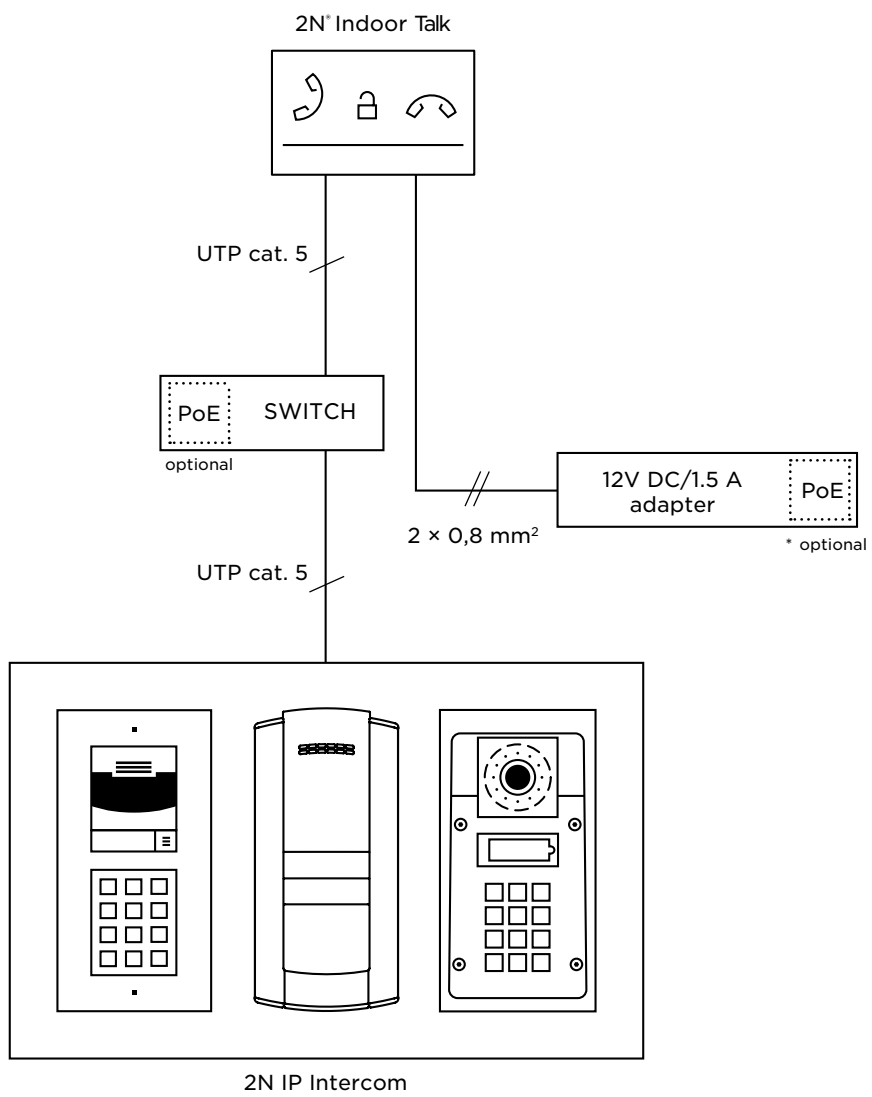 2N® Indoor Talk
UTP cat. 5
PoE
SWITCH
optional
12V DC/1.5 A
adapter
PoE
* optional
2 × 0,8 mm²
UTP cat. 5
2N IP Intercom